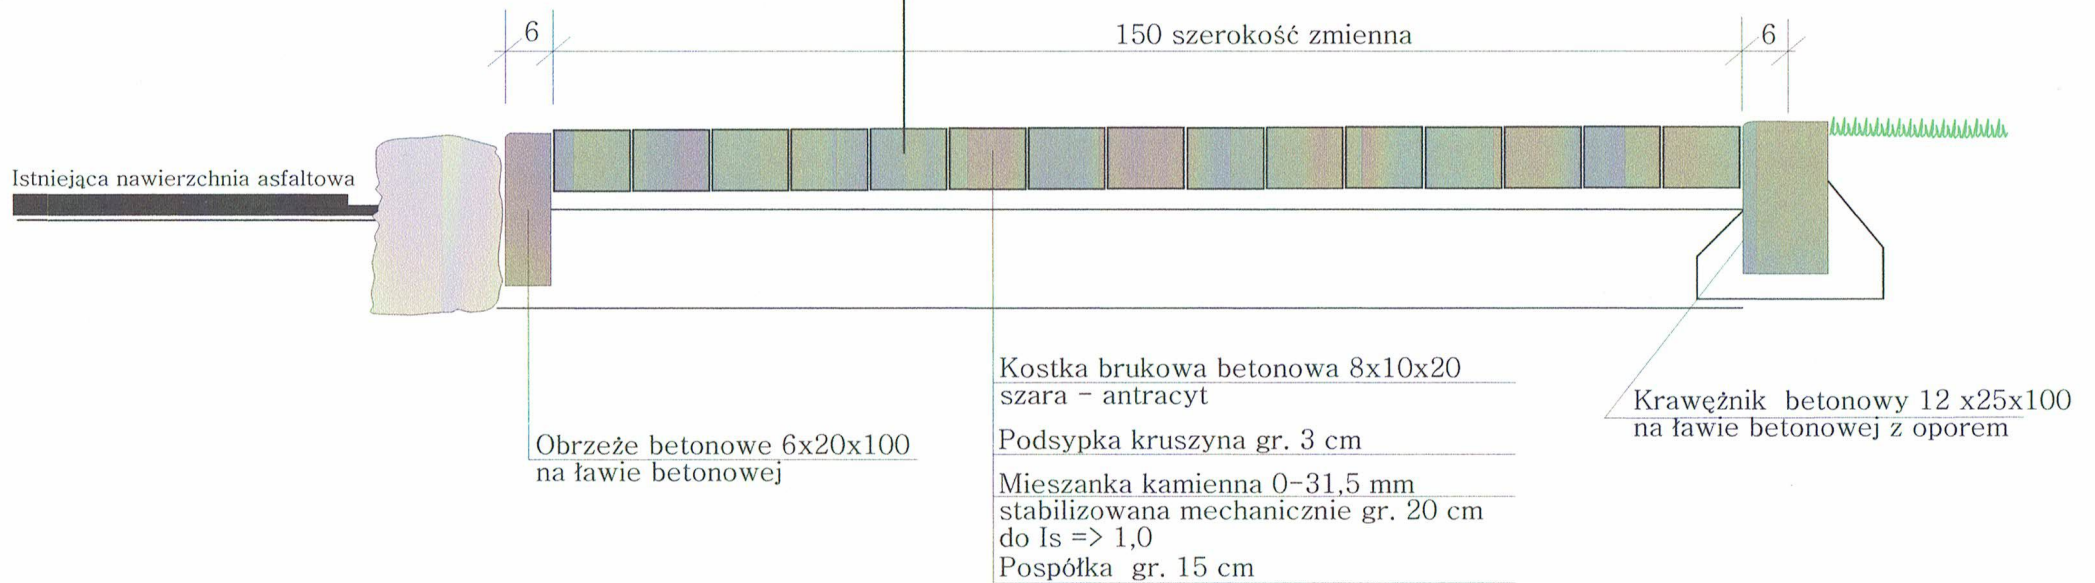 6
150 szerokość zmienna
6
Istniejąca nawierzchnia asfaltowa
Kostka brukowa betonowa 8x10x20
szara - antracyt
Podsypka kruszyna gr. 3 cm
Mieszanka kamienna 0-31,5 mm
stabilizowana mechanicznie gr. 20 cm
do Is => 1,0
Pospółka gr. 15 cm
Obrzeże betonowe 6x20x100
na ławie betonowej
Krawężnik betonowy 12 x25x100
na ławie betonowej z oporem